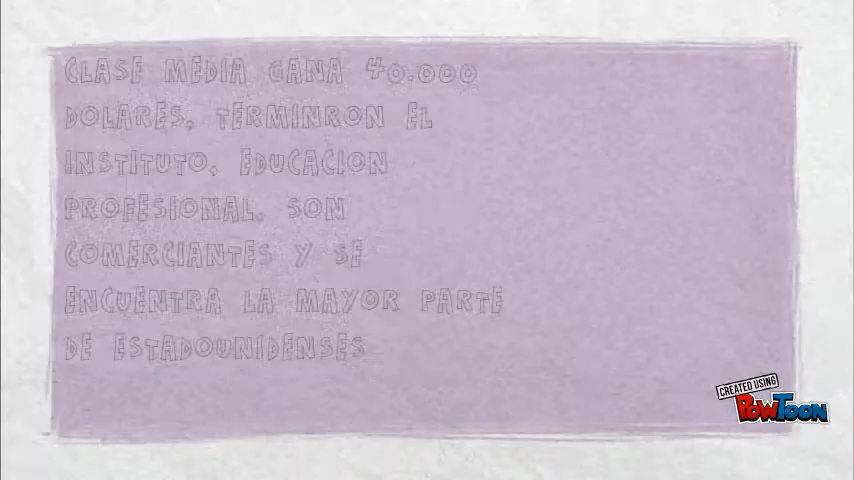 CLASE MEDIA GANA 40.000
DOLARES, TERMINRON EL
INSTITUTO, EDUCACION
PROFESIONAL, SON
COMERCIANTES Y SE
ENCUENTRA LA MAYOR PARTE
DE ESTADOUNIDENSES
CREATED USING
POWTOON